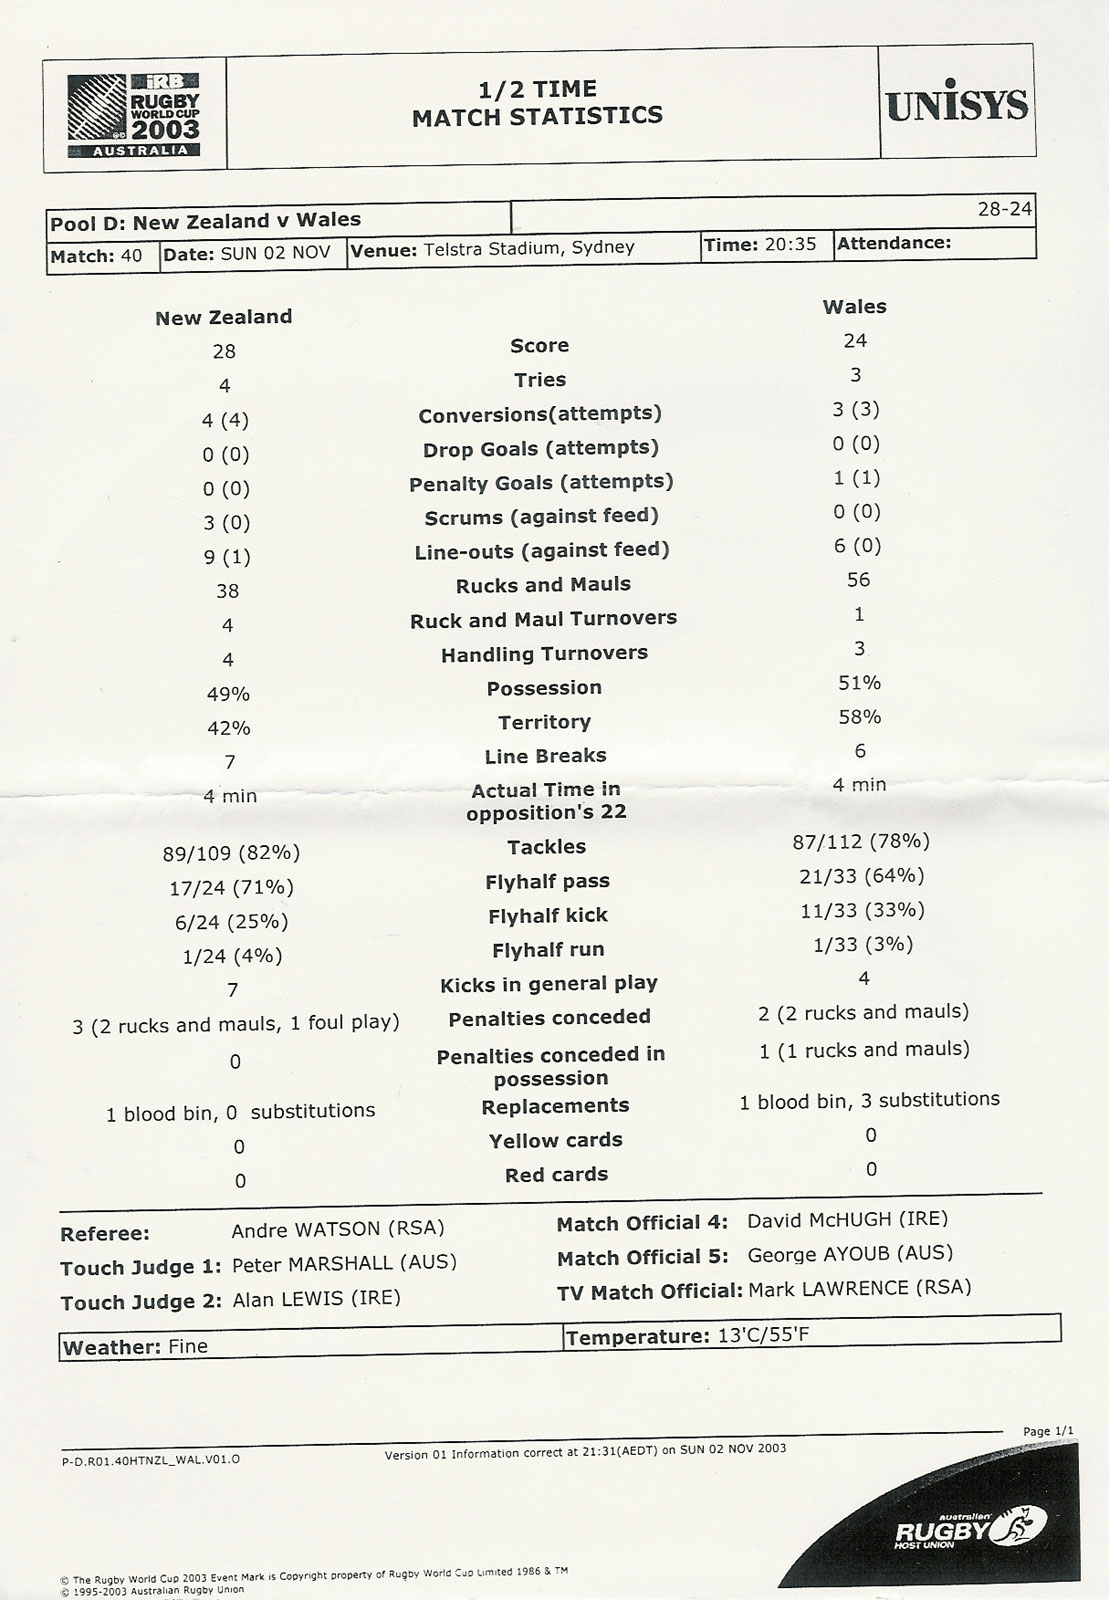 iRB
RUGBY
WORLD CUP
2003
AUSTRALIA
1/2 TIME
MATCH STATISTICS
UNiSYS
Pool D: New Zealand v Wales 28-24
Match: 40 Date: SUN 02 NOV Venue: Telstra Stadium, Sydney Time: 20:35 Attendance:
New Zealand Wales
28 Score 24
4 Tries 3
4 (4) Conversions(attempts) 3 (3)
0 (0) Drop Goals (attempts) 0 (0)
0 (0) Penalty Goals (attempts) 1 (1)
3 (0) Scrums (against feed) 0 (0)
9 (1) Line-outs (against feed) 6 (0)
38 Rucks and Mauls 56
4 Ruck and Maul Turnovers 1
4 Handling Turnovers 3
49% Possession 51%
42% Territory 58%
7 Line Breaks 6
4 min Actual Time in 4 min
opposition's 22
89/109 (82%) Tackles 87/112 (78%)
17/24 (71%) Flyhalf pass 21/33 (64%)
6/24 (25%) Flyhalf kick 11/33 (33%)
1/24 (4%) Flyhalf run 1/33 (3%)
7 Kicks in general play 4
3 (2 rucks and mauls, 1 foul play) Penalties conceded 2 (2 rucks and mauls)
0 Penalties conceded in 1 (1 rucks and mauls)
possession
1 blood bin, 0 substitutions Replacements 1 blood bin, 3 substitutions
0 Yellow cards 0
0 Red cards 0
Referee: Andre WATSON (RSA) Match Official 4: David McHUGH (IRE)
Touch Judge 1: Peter MARSHALL (AUS) Match Official 5: George AYOUB (AUS)
Touch Judge 2: Alan LEWIS (IRE) TV Match Official: Mark LAWRENCE (RSA)
Weather: Fine Temperature: 13'C/55'F
Page 1/1
P-D.R01.40HTNZL_WAL.V01.O Version 01 Information correct at 21:31(AEDT) on SUN 02 NOV 2003
australian
RUGBY
HOST UNION
© The Rugby World Cup 2003 Event Mark is Copyright property of Rugby World Cup Limited 1986 & TM
© 1995-2003 Australian Rugby Union